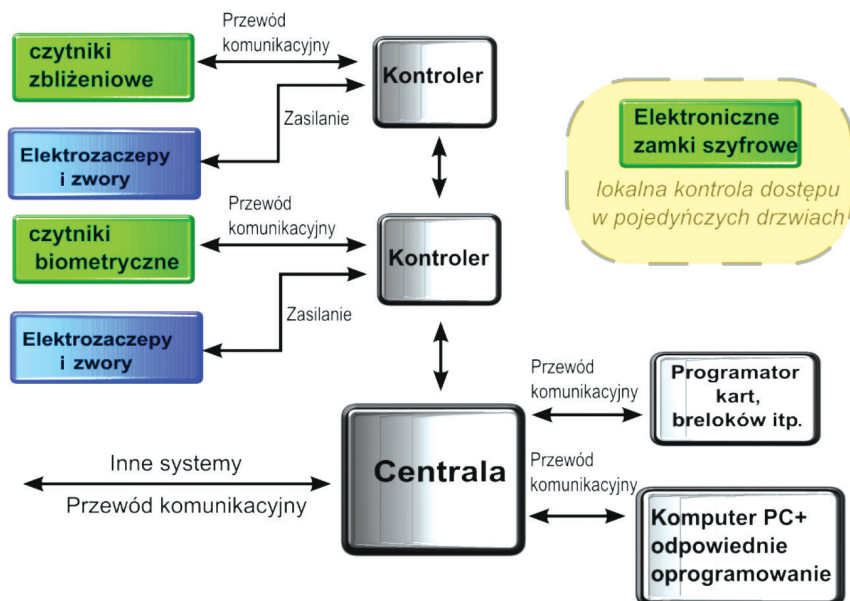 Przewód
komunikacyjny
czytniki
zbliżeniowe
Kontroler
Zasilanie
Elektrozaczepy
i zwory
Elektroniczne
zamki szyfrowe
lokalna kontrola dostępu
w pojedyńczych drzwiach
Przewód
komunikacyjny
czytniki
biometryczne
Kontroler
Zasilanie
Elektrozaczepy
i zwory
Przewód
komunikacyjny
Programator
kart,
breloków itp.
Centrala
Inne systemy
Przewód komunikacyjny
Przewód
komunikacyjny
Komputer PC+
odpowiednie
oprogramowanie